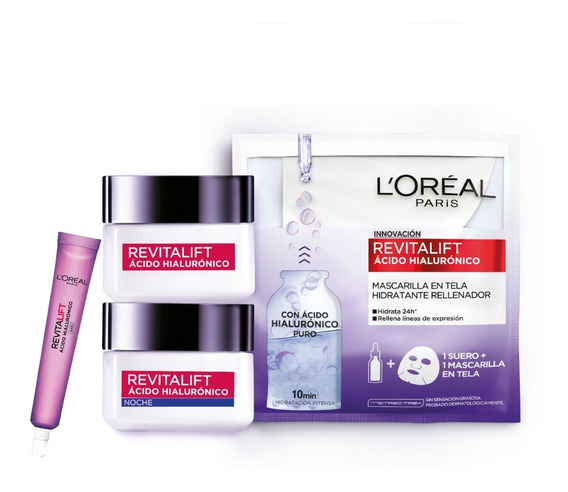 L'ORÉAL
PARIS
REVITALIFT
ÁCIDO HIALURÓNICO
REVITALIFT
ÁCIDO HIALURÓNICO
REVITALIFT
ÁCIDO HIALURÓNICO
NOCHE
L'ORÉAL
PARIS
INNOVACIÓN
REVITALIFT
ÁCIDO HIALURÓNICO
MASCARILLA EN TELA
HIDRATANTE RELLENADOR
Hidrata 24h*
Rellena líneas de expresión
CON ÁCIDO
HIALURÓNICO
PURO
10min
HIDRATACIÓN INTENSA
+
1 SUERO +
1 MASCARILLA
EN TELA
SIN SENSACIÓN GRASOSA
PROBADO DERMATOLÓGICAMENTE.